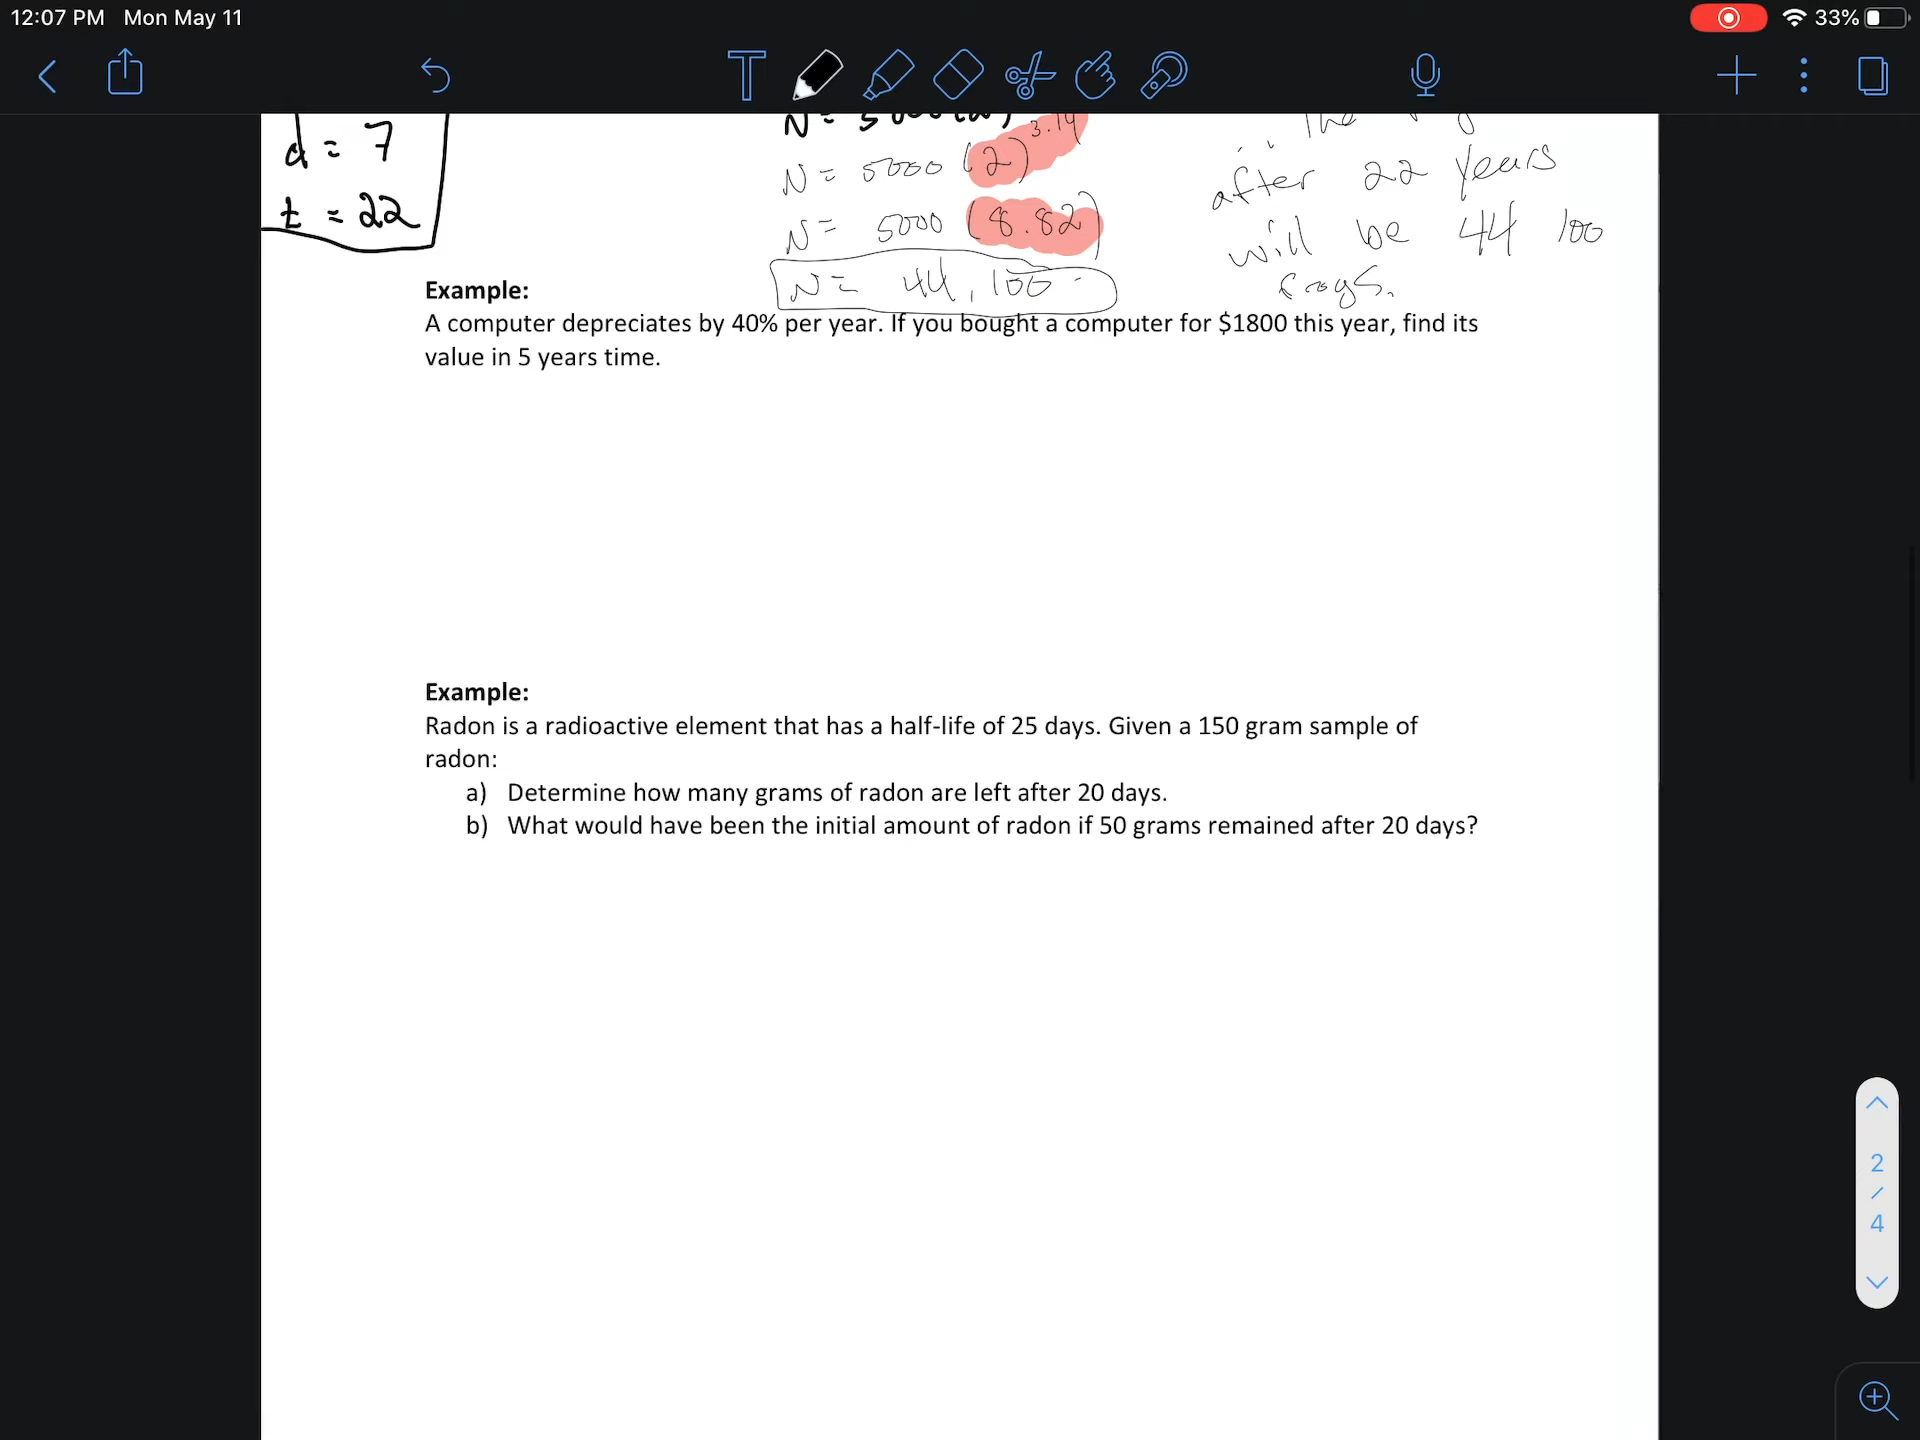 12:07 PM Mon May 11
33%
d = 7
t = 22
N = 5000 (2) 3.14
N = 5000 (8.82)
N = 44,100
The
after 22 years
will be 44 100
frogs.
Example:
A computer depreciates by 40% per year. If you bought a computer for $1800 this year, find its
value in 5 years time.
Example:
Radon is a radioactive element that has a half-life of 25 days. Given a 150 gram sample of
radon:
a) Determine how many grams of radon are left after 20 days.
b) What would have been the initial amount of radon if 50 grams remained after 20 days?
2
/
4